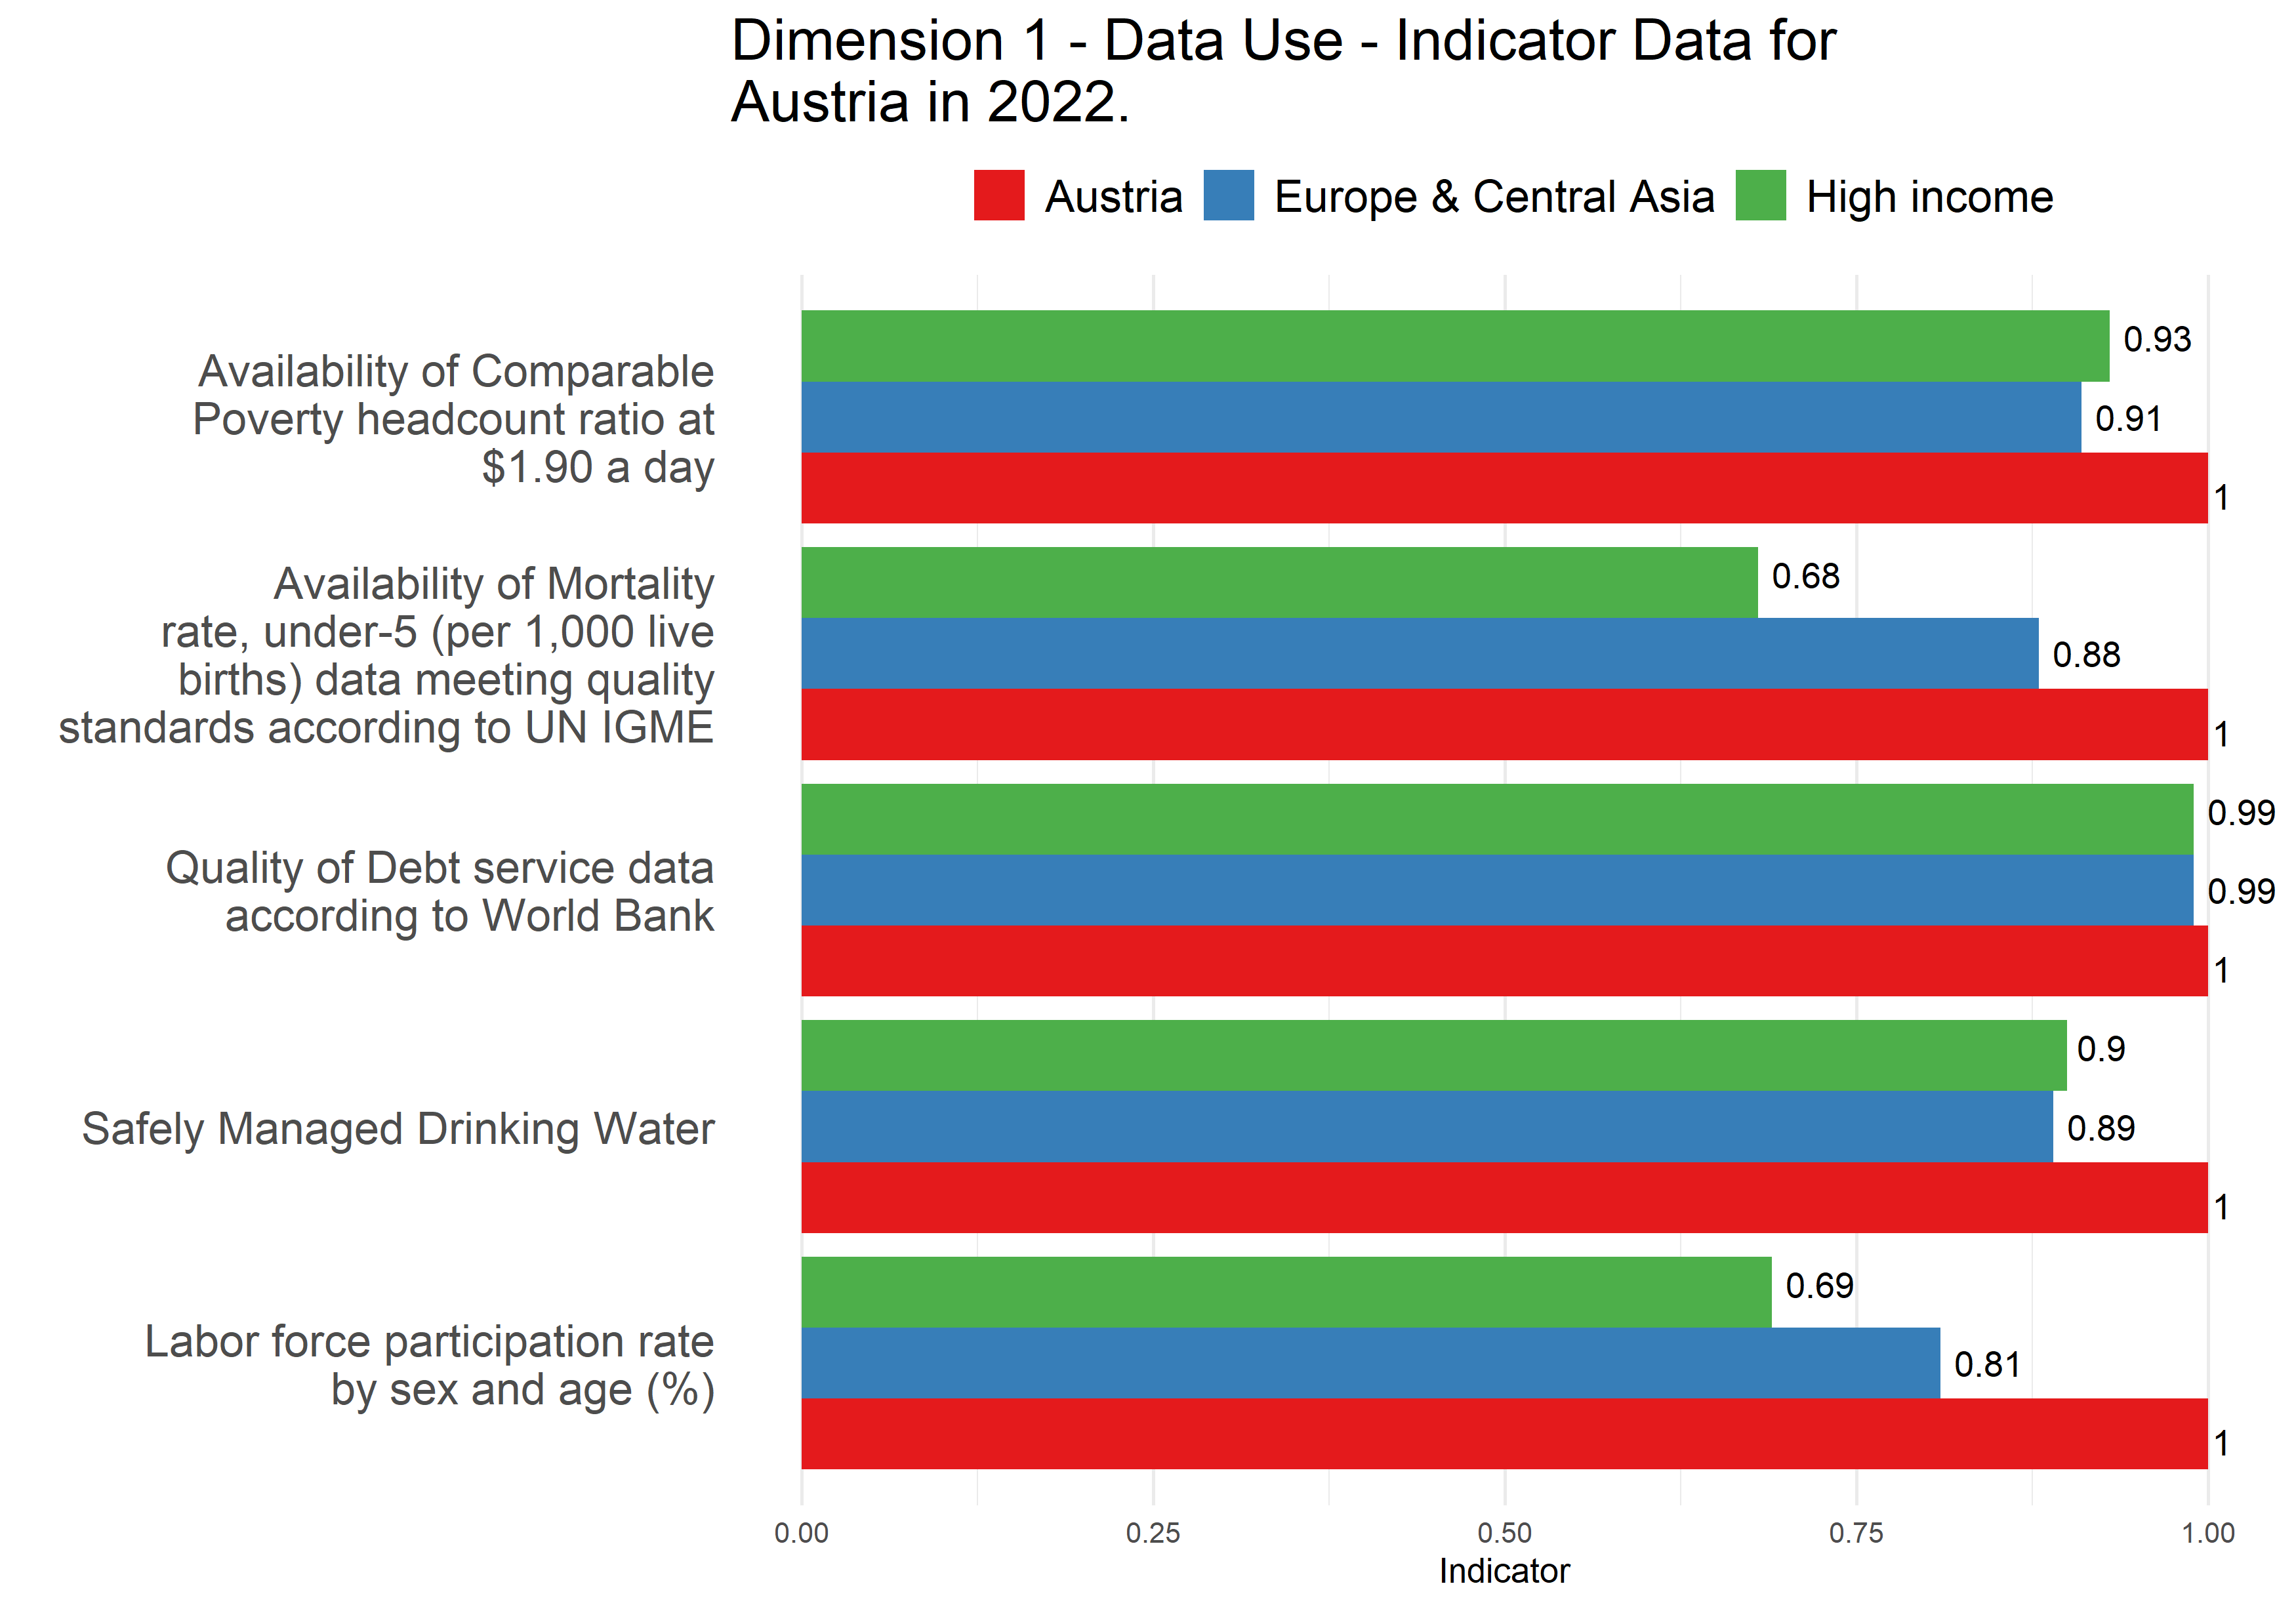 Dimension 1 - Data Use - Indicator Data for
Austria in 2022.
Austria
Europe & Central Asia
High income
Availability of Comparable
Poverty headcount ratio at
$1.90 a day
0.93
0.91
1
Availability of Mortality
rate, under-5 (per 1,000 live
births) data meeting quality
standards according to UN IGME
0.68
0.88
1
Quality of Debt service data
according to World Bank
0.99
0.99
1
Safely Managed Drinking Water
0.9
0.89
1
Labor force participation rate
by sex and age (%)
0.69
0.81
1
0.00
0.25
0.50
0.75
1.00
Indicator